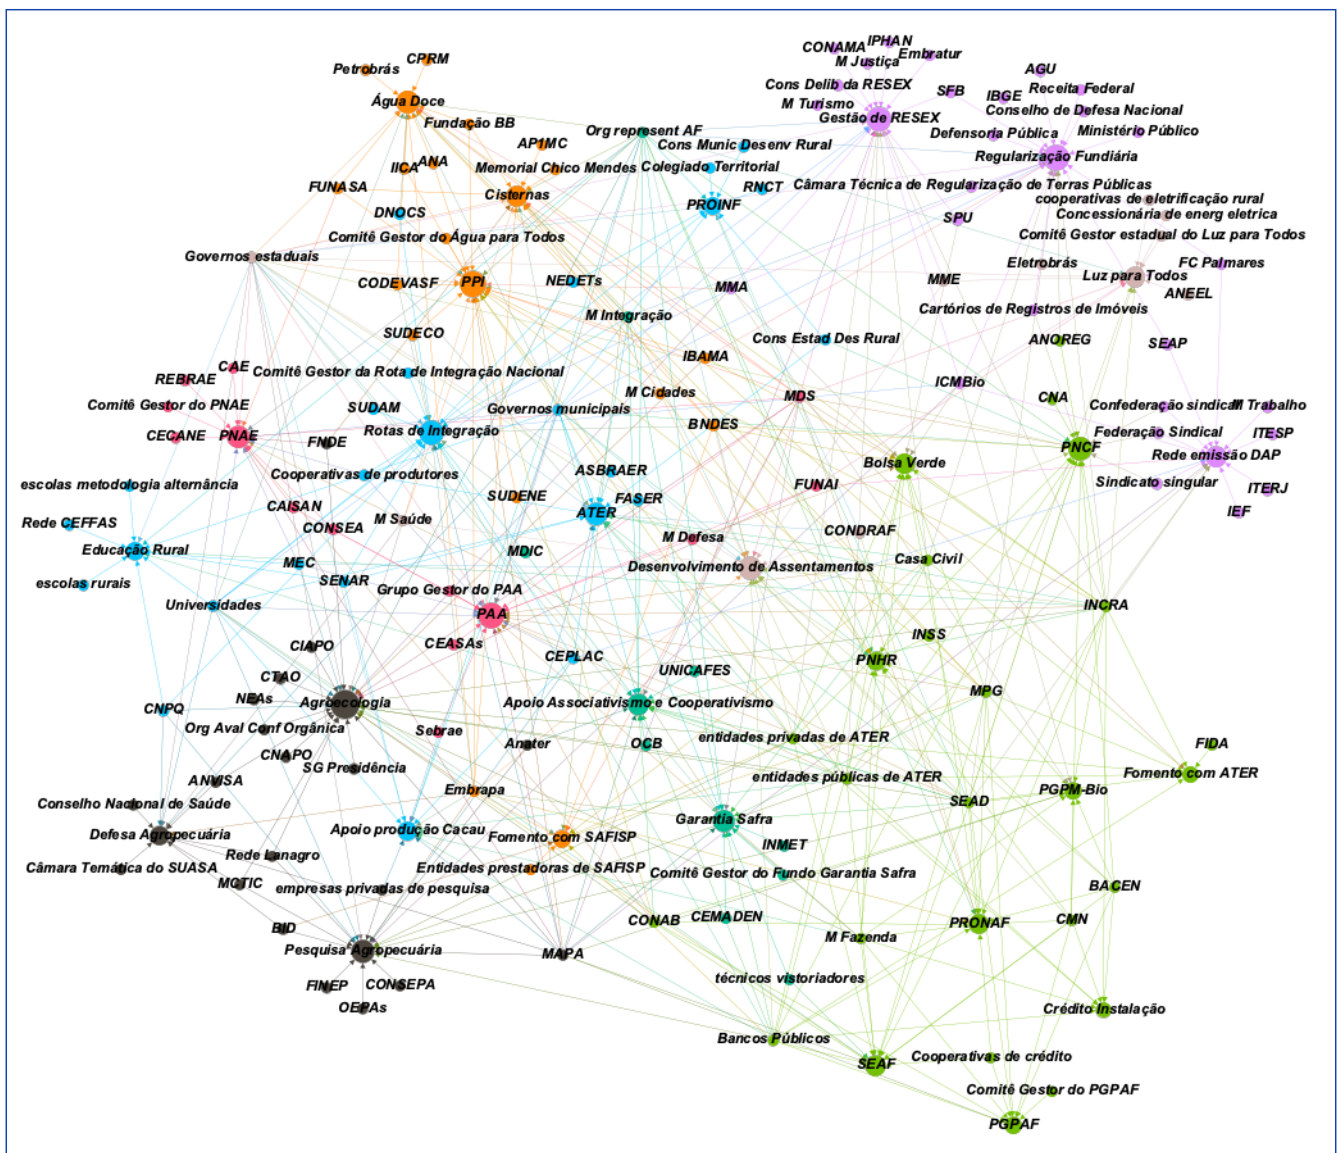 CONAMA
IPHAN
M Justiça
Embratur
CPRM
Petrobrás
AGU
Cons Delib da RESEX
SFB
IBGE
Receita Federal
Água Doce
M Turismo
Conselho de Defesa Nacional
Gestão de RESEX
Fundação BB
Org represent AF
Defensoria Pública
Ministério Público
AP1MC
Cons Munic Desenv Rural
Regularização Fundiária
IICA
ANA
Memorial Chico Mendes
Colegiado Territorial
FUNASA
Cisternas
RNCT
Câmara Técnica de Regularização de Terras Públicas
cooperativas de eletrificação rural
PROINF
DNOCS
SPU
Concessionária de energ eletrica
Comitê Gestor do Água para Todos
Comitê Gestor estadual do Luz para Todos
Governos estaduais
Eletrobrás
FC Palmares
CODEVASF
PPI
NEDETs
MMA
MME
Luz para Todos
ANEEL
M Integração
Cartórios de Registros de Imóveis
SUDECO
Cons Estad Des Rural
ANOREG
SEAP
CAE
IBAMA
REBRAE
Comitê Gestor da Rota de Integração Nacional
M Cidades
MDS
ICMBio
CNA
Comitê Gestor do PNAE
SUDAM
Governos municipais
Confederação sindical
M Trabalho
CECANE
PNAE
FNDE
Rotas de Integração
BNDES
Federação Sindical
ITESP
PNCF
Rede emissão DAP
Bolsa Verde
escolas metodologia alternância
Cooperativas de produtores
ASBRAER
FUNAI
Sindicato singular
ITERJ
CAISAN
SUDENE
FASER
IEF
Rede CEFFAS
CONSEA
M Saúde
ATER
CONDRAF
Educação Rural
MDIC
M Defesa
MEC
Desenvolvimento de Assentamentos
Casa Civil
escolas rurais
SENAR
Grupo Gestor do PAA
Universidades
PAA
INCRA
CIAPO
CEASAs
CEPLAC
INSS
UNICAFES
PNHR
CTAO
NEAs
Agroecologia
Apoio Associativismo e Cooperativismo
MPG
CNPQ
Org Aval Conf Orgânica
Sebrae
Anater
OCB
entidades privadas de ATER
FIDA
CNAPO
SG Presidência
ANVISA
entidades públicas de ATER
Fomento com ATER
Embrapa
SEAD
PGPM-Bio
Conselho Nacional de Saúde
Defesa Agropecuária
Apoio produção Cacau
Fomento com SAFISP
Garantia Safra
Rede Lanagro
INMET
Câmara Temática do SUASA
Entidades prestadoras de SAFISP
Comitê Gestor do Fundo Garantia Safra
MCTIC
empresas privadas de pesquisa
BACEN
CONAB
CEMADEN
PRONAF
CMN
BID
M Fazenda
Pesquisa Agropecuária
MAPA
técnicos vistoriadores
FINEP
CONSEPA
OEPAs
Crédito Instalação
Bancos Públicos
SEAF
Cooperativas de crédito
Comitê Gestor do PGPAF
PGPAF